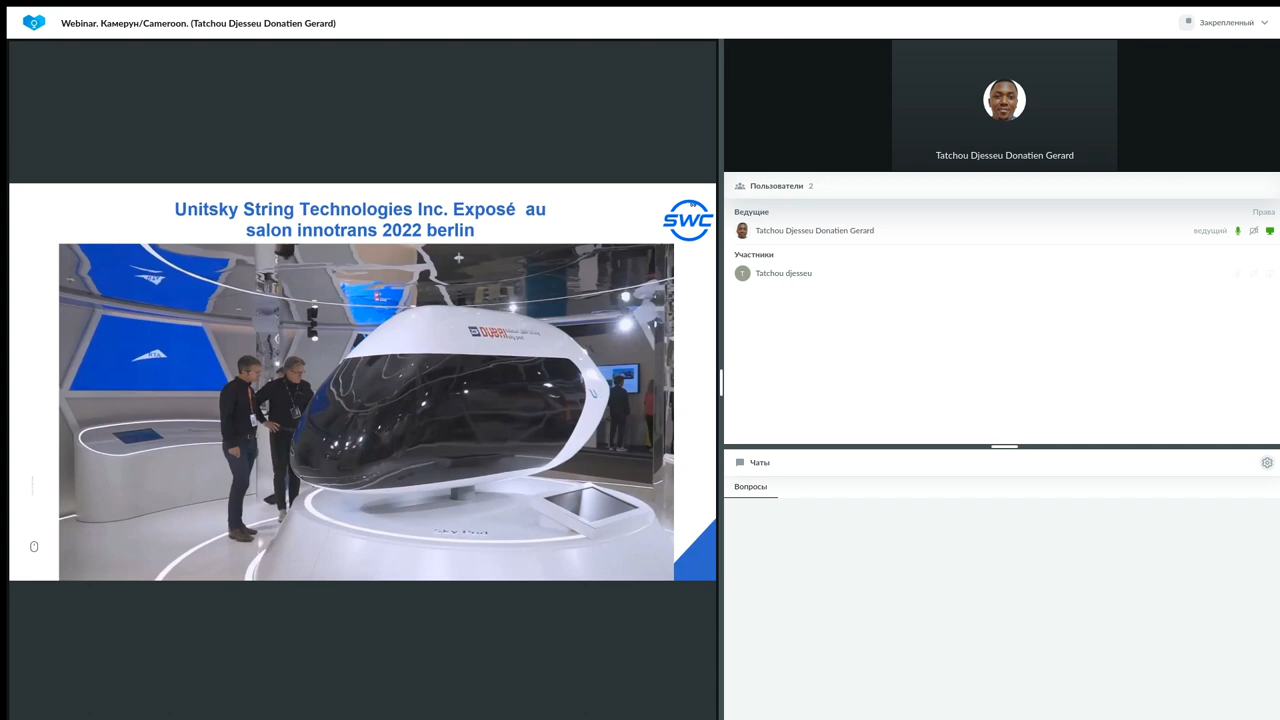 Webinar. Камерун/Cameroon. (Tatchou Djesseu Donatien Gerard)
Закрепленный
Unitsky String Technologies Inc. Exposé au
salon innotrans 2022 berlin
SWC
DUBAI
Tatchou Djesseu Donatien Gerard
Пользователи 2
Ведущие
Права
Tatchou Djesseu Donatien Gerard
ведущий
Участники
T
Tatchou djesseu
Чаты
Вопросы